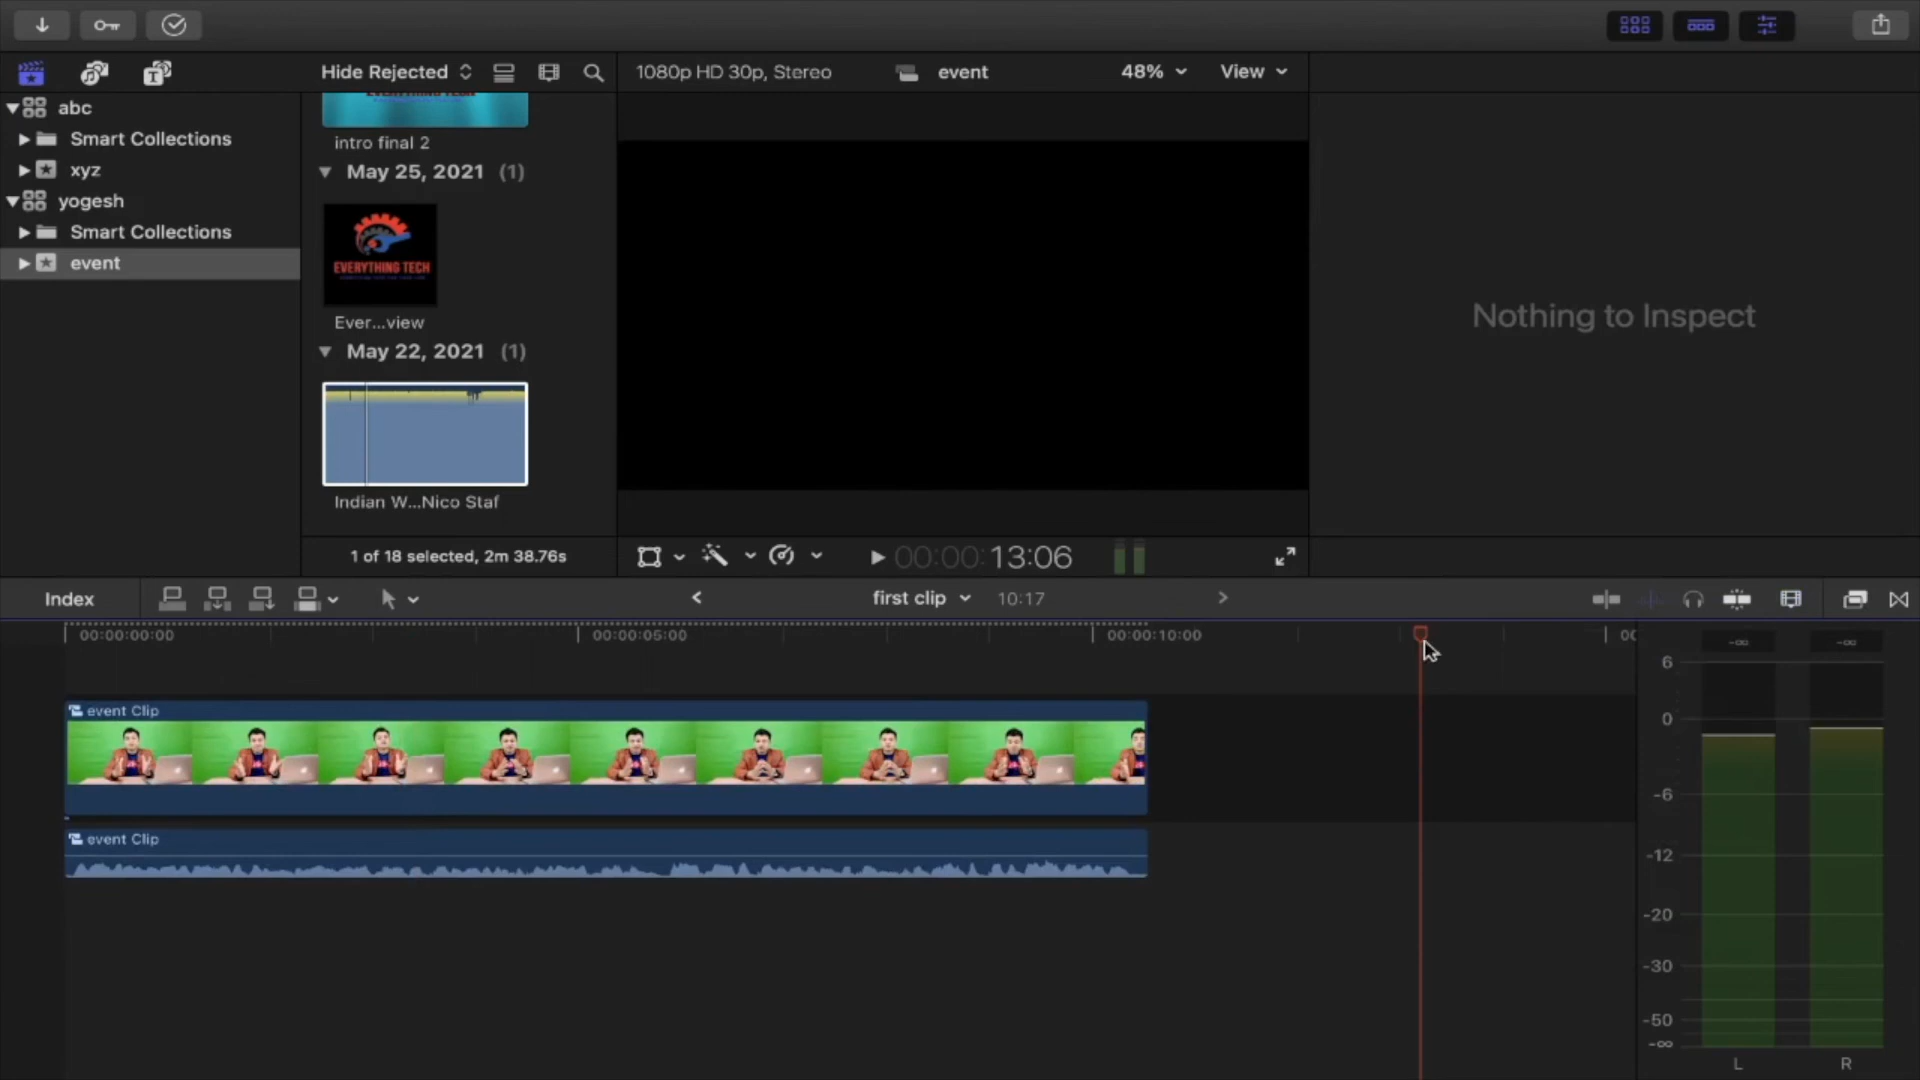 Hide Rejected
1080p HD 30p, Stereo
event
48%
View
abc
Smart Collections
xyz
yogesh
Smart Collections
event
intro final 2
May 25, 2021 (1)
EVERYTHING TECH
Ever...view
May 22, 2021 (1)
Indian W...Nico Staf
1 of 18 selected, 2m 38.76s
Nothing to Inspect
00:00:13:06
Index
first clip
10:17
00:00:00:00
00:00:05:00
00:00:10:00
00
event Clip
event Clip
-∞
-∞
6
0
-6
-12
-20
-30
-50
-∞
L
R